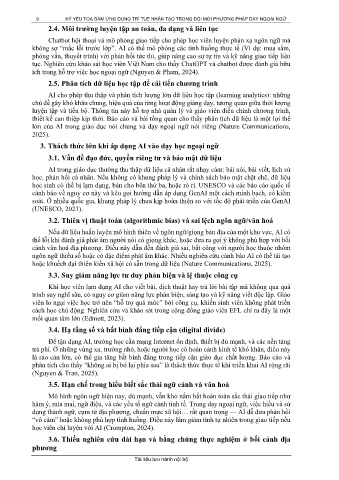 9 KỶ YẾU TỌA ĐÀM ỨNG DỤNG TRÍ TUỆ NHÂN TẠO TRONG ĐỔI MỚI PHƯƠNG PHÁP DẠY NGOẠI NGỮ
2.4. Môi trường luyện tập an toàn, đa dạng và liên tục
Chatbot hội thoại và mô phỏng giao tiếp cho phép học viên luyện phản xạ ngôn ngữ mà
không sợ “mắc lỗi trước lớp”. AI có thể mô phỏng các tình huống thực tế (Ví dụ: mua sắm,
phỏng vấn, thuyết trình) với phản hồi tức thì, giúp nâng cao sự tự tin và kỹ năng giao tiếp liên
tục. Nghiên cứu khảo sát học viên Việt Nam cho thấy ChatGPT và chatbot được đánh giá hữu
ích trong hỗ trợ việc học ngoại ngữ (Nguyen & Pham, 2024).
2.5. Phân tích dữ liệu học tập để cải tiến chương trình
AI cho phép thu thập và phân tích lượng lớn dữ liệu học tập (learning analytics): những
chủ đề gây khó khăn chung, hiệu quả của từng hoạt động giảng dạy, tương quan giữa thời lượng
luyện tập và tiến bộ. Thông tin này hỗ trợ nhà quản lý và giáo viên điều chỉnh chương trình,
thiết kế can thiệp kịp thời. Báo cáo và bài tổng quan cho thấy phân tích dữ liệu là một lợi thế
lớn của AI trong giáo dục nói chung và dạy ngoại ngữ nói riêng (Nature Communications,
2025).
3. Thách thức lớn khi áp dụng AI vào dạy học ngoại ngữ
3.1. Vấn đề đạo đức, quyền riêng tư và bảo mật dữ liệu
AI trong giáo dục thường thu thập dữ liệu cá nhân rất nhạy cảm: bài nói, bài viết, lịch sử
học, phản hồi cá nhân. Nếu không có khung pháp lý và chính sách bảo mật chặt chẽ, dữ liệu
học sinh có thể bị lạm dụng, bán cho bên thứ ba, hoặc rò rỉ. UNESCO và các báo cáo quốc tế
cảnh báo về nguy cơ này và kêu gọi hướng dẫn áp dụng GenAI một cách minh bạch, có kiểm
soát. Ở nhiều quốc gia, khung pháp lý chưa kịp hoàn thiện so với tốc độ phát triển của GenAI
(UNESCO, 2021).
3.2. Thiên vị thuật toán (algorithmic bias) và sai lệch ngôn ngữ/văn hoá
Nếu dữ liệu huấn luyện mô hình thiên về ngôn ngữ/giọng bản địa của một khu vực, AI có
thể lỗi khi đánh giá phát âm người nói có giọng khác, hoặc đưa ra gợi ý không phù hợp với bối
cảnh văn hoá địa phương. Điều này dẫn đến đánh giá sai, bất công với người học thuộc nhóm
ngôn ngữ thiểu số hoặc có đặc điểm phát âm khác. Nhiều nghiên cứu cảnh báo AI có thể tái tạo
hoặc khuếch đại thiên kiến xã hội có sẵn trong dữ liệu (Nature Communications, 2025).
3.3. Suy giảm năng lực tư duy phản biện và lệ thuộc công cụ
Khi học viên lạm dụng AI cho viết bài, dịch thuật hay trả lời bài tập mà không qua quá
trình suy nghĩ sâu, có nguy cơ giảm năng lực phản biện, sáng tạo và kỹ năng viết độc lập. Giáo
viên lo ngại việc học trở nên “hỗ trợ quá mức” bởi công cụ, khiến sinh viên không phát triển
cách học chủ động. Nghiên cứu và khảo sát trong cộng đồng giáo viên EFL chỉ ra đây là một
mối quan tâm lớn (Edmett, 2023).
3.4. Hạ tầng số và bất bình đẳng tiếp cận (digital divide)
Để tận dụng AI, trường học cần mạng Internet ổn định, thiết bị đủ mạnh, và các nền tảng
trả phí. Ở những vùng xa, trường nhỏ, hoặc người học có hoàn cảnh kinh tế khó khăn, điều này
là rào cản lớn, có thể gia tăng bất bình đẳng trong tiếp cận giáo dục chất lượng. Báo cáo và
phân tích cho thấy “không ai bị bỏ lại phía sau” là thách thức thực tế khi triển khai AI rộng rãi
(Nguyen & Tran, 2025).
3.5. Hạn chế trong hiểu biết sắc thái ngữ cảnh và văn hoá
Mô hình ngôn ngữ hiện nay, dù mạnh, vẫn khó nắm bắt hoàn toàn sắc thái giao tiếp như
hàm ý, mỉa mai, ngữ điệu, và các yếu tố ngữ cảnh tinh tế. Trong dạy ngoại ngữ, việc hiểu và sử
dụng thành ngữ, cụm từ địa phương, chuẩn mực xã hội… rất quan trọng — AI dễ đưa phản hồi
“vô cảm” hoặc không phù hợp tình huống. Điều này làm giảm tính tự nhiên trong giao tiếp nếu
học viên chỉ luyện với AI (Crompton, 2024).
3.6. Thiếu nghiên cứu dài hạn và bằng chứng thực nghiệm ở bối cảnh địa
phương
Tài liệu lưu hành nội bộ